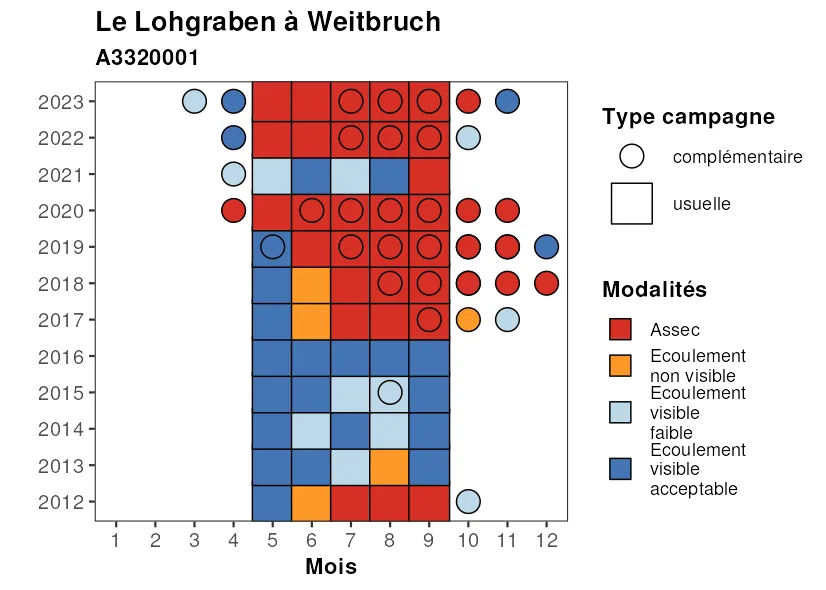 Le Lohgraben à Weitbruch
A3320001
2023
2022
2021
2020
2019
2018
2017
2016
2015
2014
2013
2012
1 2 3 4 5 6 7 8 9 10 11 12
Mois
Type campagne
complémentaire
usuelle
Modalités
Assec
Ecoulement
non visible
Ecoulement
visible
faible
Ecoulement
visible
acceptable